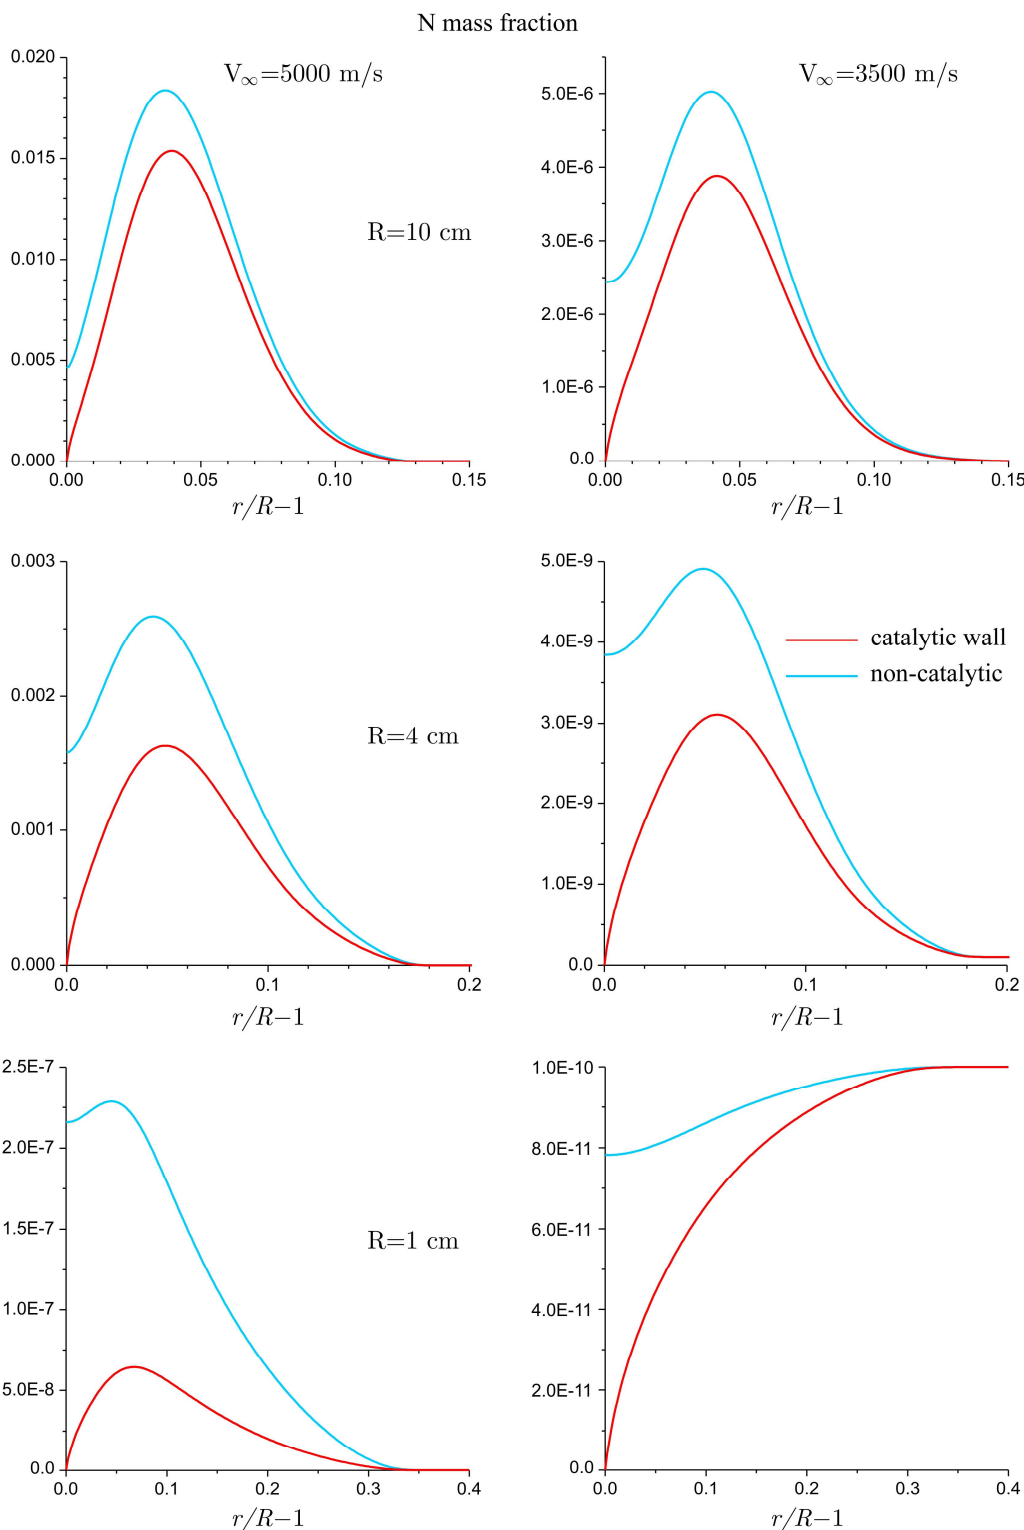 N mass fraction
V∞=5000 m/s
V∞=3500 m/s
0.020
0.015
0.010
0.005
0.000
R=10 cm
5.0E-6
4.0E-6
3.0E-6
2.0E-6
1.0E-6
0.0
0.00 0.05 0.10 0.15
r/R−1
0.00 0.05 0.10 0.15
r/R−1
0.003
0.002
0.001
0.000
R=4 cm
5.0E-9
4.0E-9
3.0E-9
2.0E-9
1.0E-9
0.0
catalytic wall
non-catalytic
0.0 0.1 0.2
r/R−1
0.0 0.1 0.2
r/R−1
2.5E-7
2.0E-7
1.5E-7
1.0E-7
5.0E-8
0.0
R=1 cm
1.0E-10
8.0E-11
6.0E-11
4.0E-11
2.0E-11
0.0
0.0 0.1 0.2 0.3 0.4
r/R−1
0.0 0.1 0.2 0.3 0.4
r/R−1